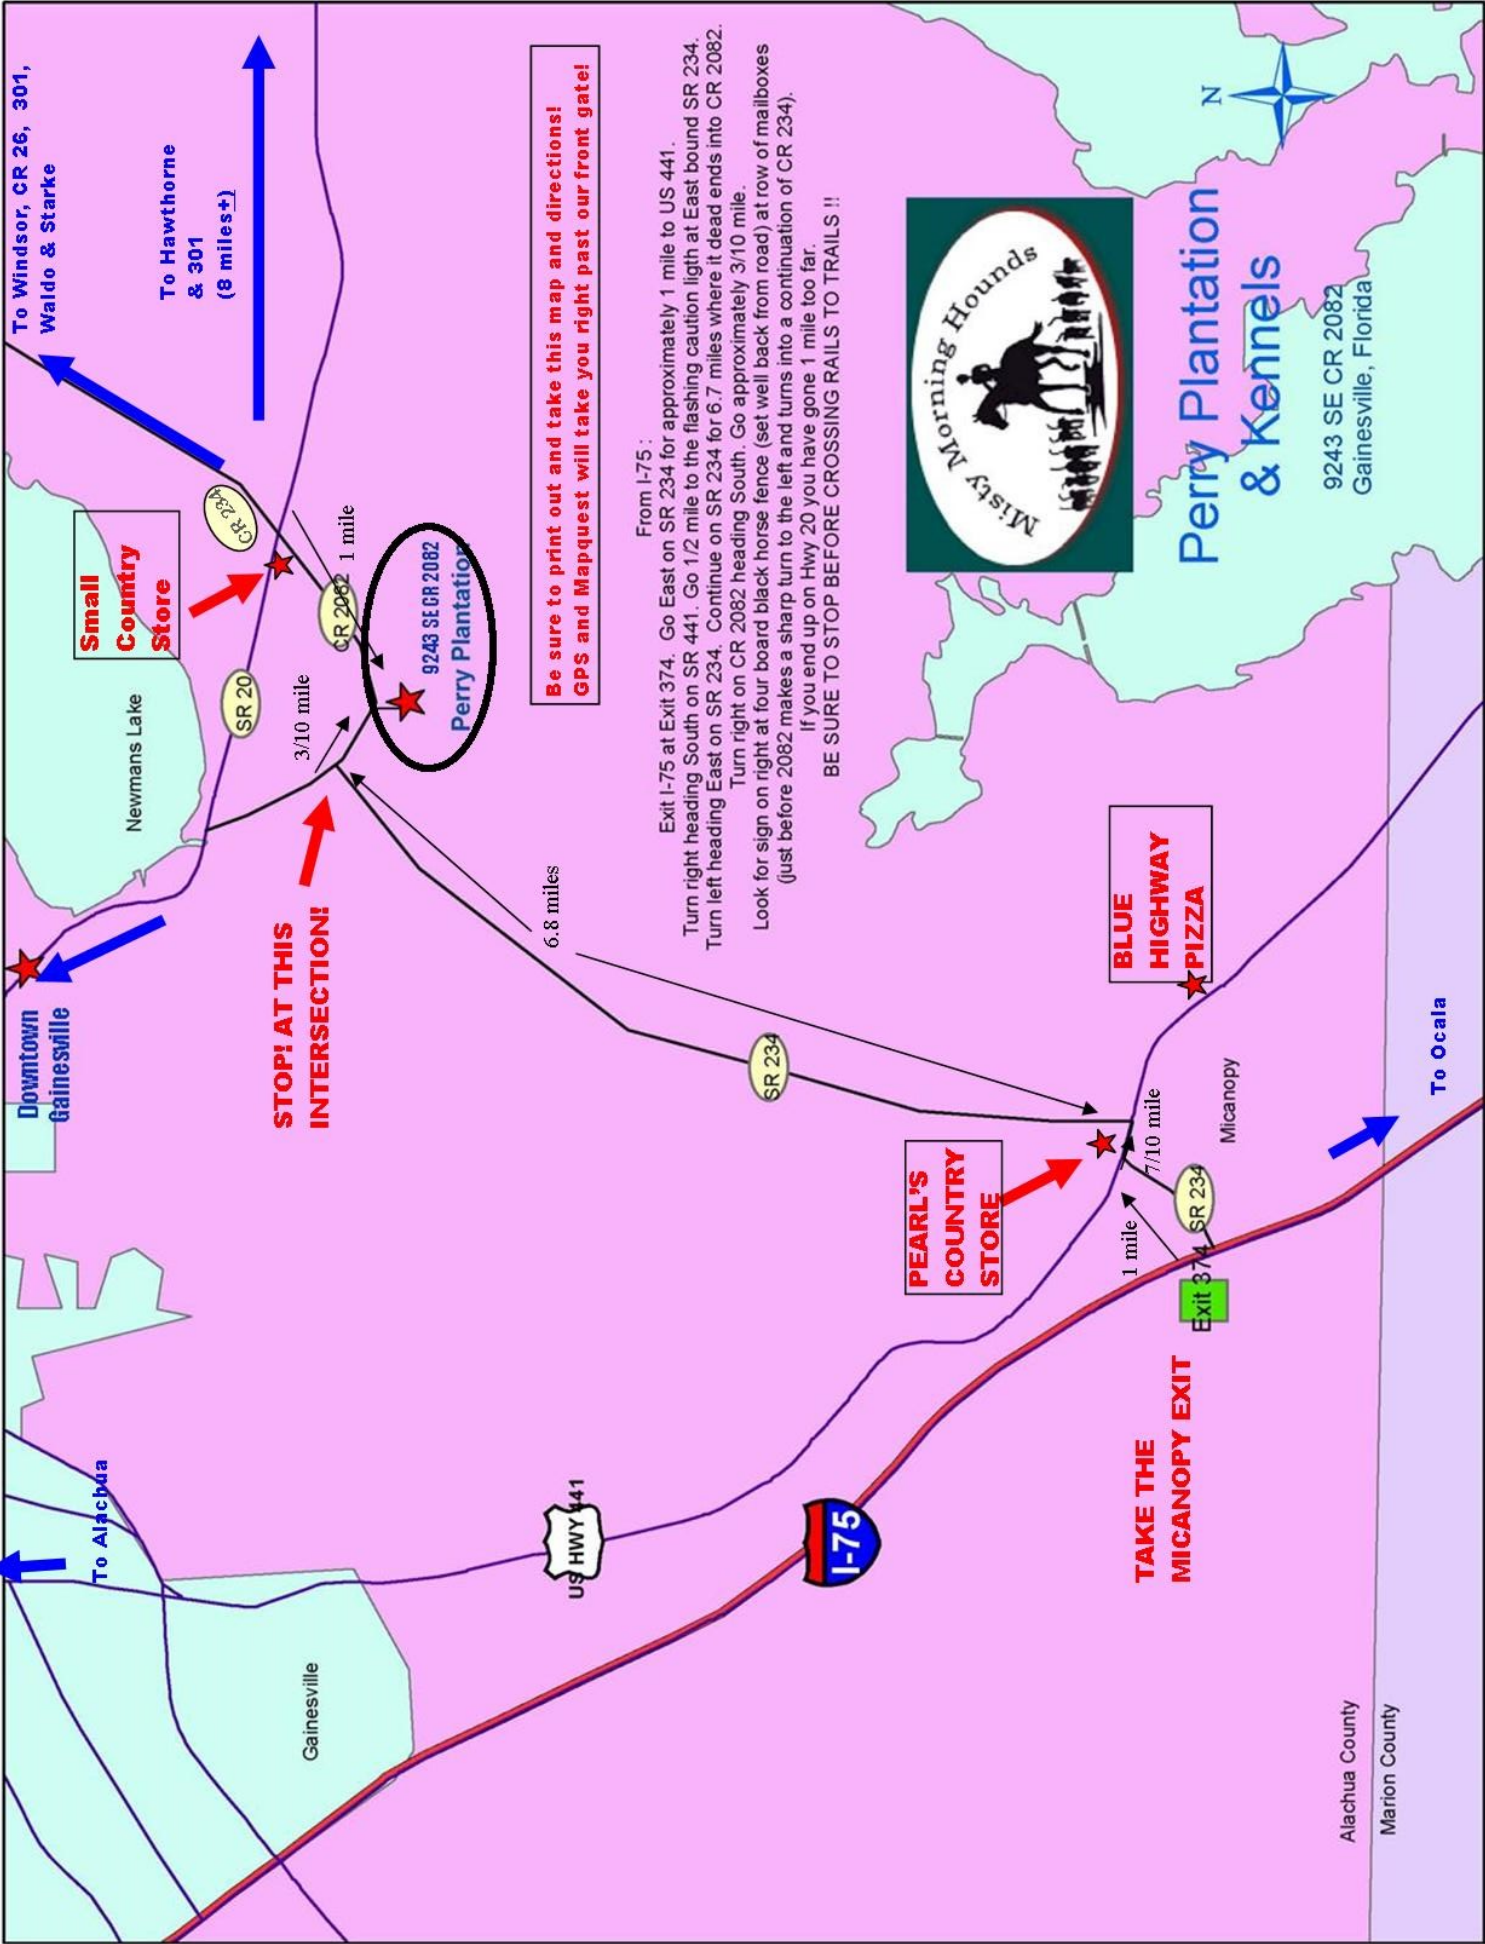 To Windsor, CR 26, 301,
Waldo & Starke
To Hawthorne
& 301
(8 miles+)
CR 234
Small
Country
Store
Newmans Lake
SR 20
CR 2082
1 mile
3/10 mile
9243 SE CR 2082
Perry Plantation
Downtown
Gainesville
STOP! AT THIS
INTERSECTION!
6.8 miles
SR 234
To Alachua
Gainesville
US HWY 441
I-75
Be sure to print out and take this map and directions!
GPS and Mapquest will take you right past our front gate!
From I-75 :
Exit I-75 at Exit 374. Go East on SR 234 for approximately 1 mile to US 441.
Turn right heading South on SR 441. Go 1/2 mile to the flashing caution ligth at East bound SR 234.
Turn left heading East on SR 234. Continue on SR 234 for 6.7 miles where it dead ends into CR 2082.
Turn right on CR 2082 heading South. Go approximately 3/10 mile.
Look for sign on right at four board black horse fence (set well back from road) at row of mailboxes
(just before 2082 makes a sharp turn to the left and turns into a continuation of CR 234).
If you end up on Hwy 20 you have gone 1 mile too far.
BE SURE TO STOP BEFORE CROSSING RAILS TO TRAILS !!
Misty Morning Hounds
N
Perry Plantation
& Kennels
9243 SE CR 2082
Gainesville, Florida
PEARL'S
COUNTRY
STORE
BLUE
HIGHWAY
PIZZA
1 mile
7/10 mile
SR 234
Micanopy
Exit 374
TAKE THE
MICANOPY EXIT
To Ocala
Alachua County
Marion County